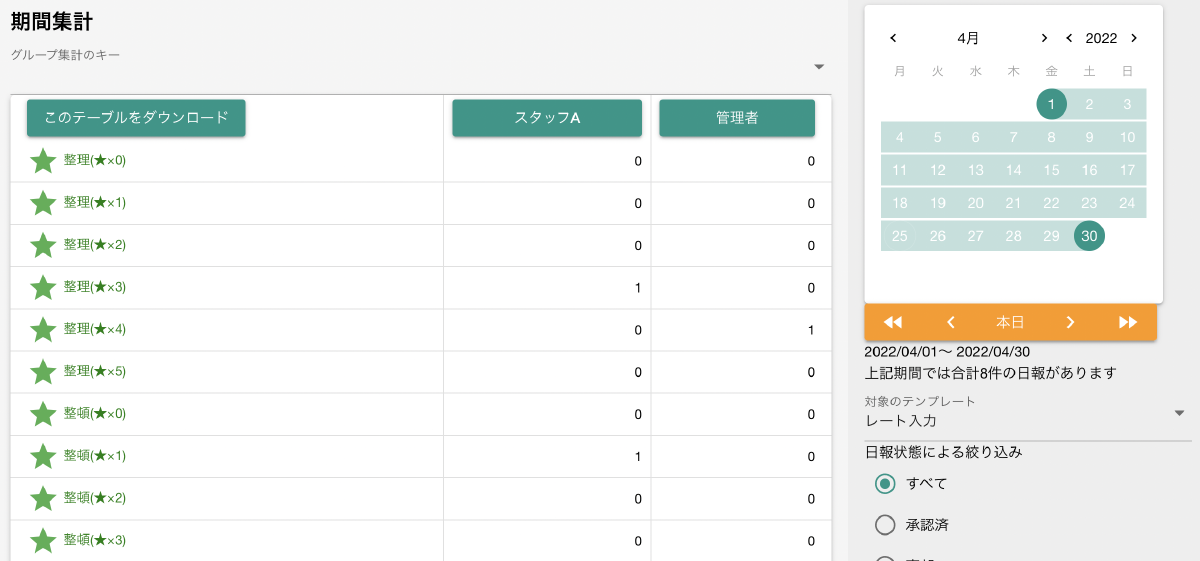 期間集計
グループ集計のキー
このテーブルをダウンロード スタッフA 管理者
整理(★×0) 0 0
整理(★×1) 0 0
整理(★×2) 0 0
整理(★×3) 1 0
整理(★×4) 0 1
整理(★×5) 0 0
整頓(★×0) 0 0
整頓(★×1) 1 0
整頓(★×2) 0 0
整頓(★×3) 0 0
4月 2022
月 火 水 木 金 土 日
1 2 3
4 5 6 7 8 9 10
11 12 13 14 15 16 17
18 19 20 21 22 23 24
25 26 27 28 29 30
本日
2022/04/01〜 2022/04/30
上記期間では合計8件の日報があります
対象のテンプレート
レート入力
日報状態による絞り込み
すべて
承認済